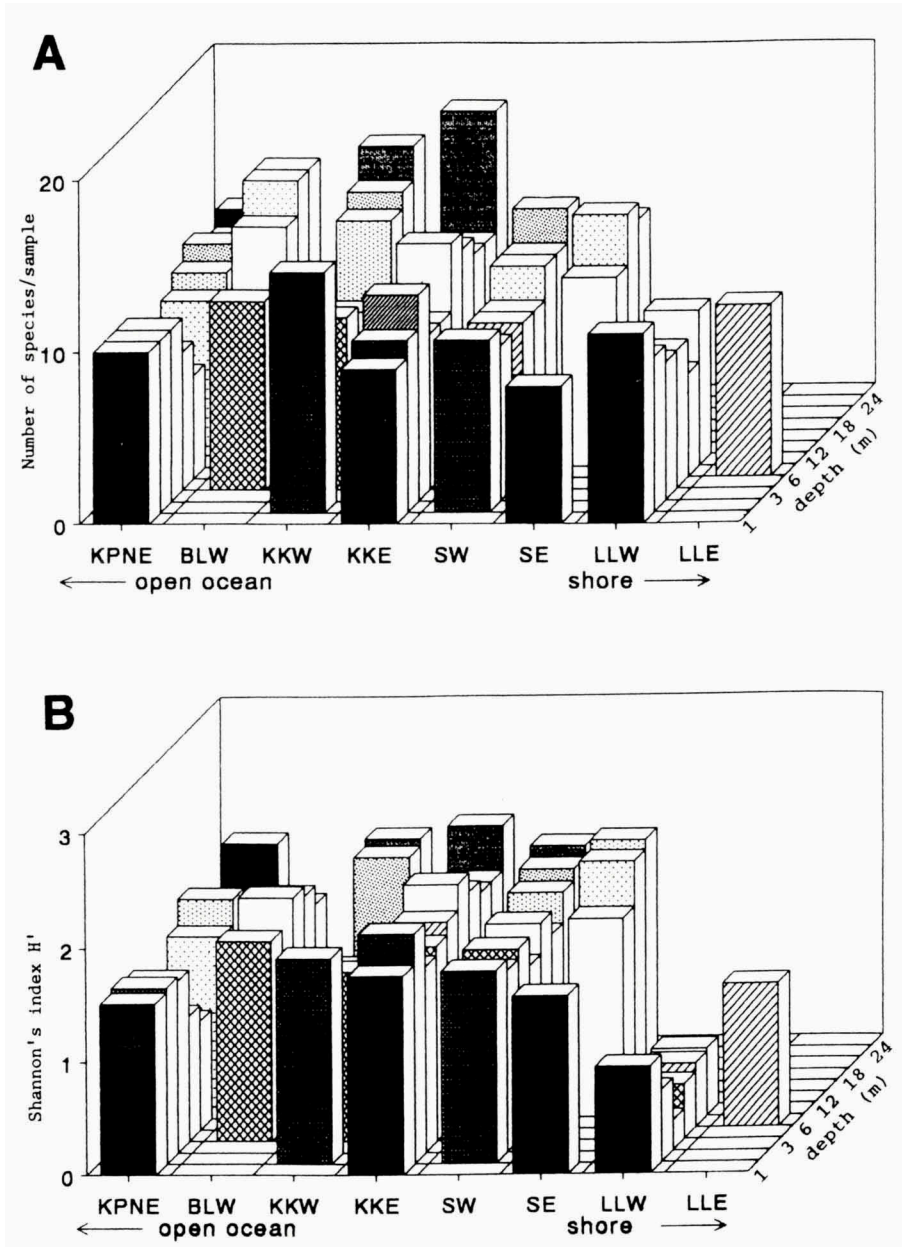 A
20
10
0
Number of species/sample
KPNE BLW KKW KKE SW SE LLW LLE
← open ocean shore →
1 3 6 12 18 24
depth (m)
B
3
2
1
0
Shannon's index H'
KPNE BLW KKW KKE SW SE LLW LLE
← open ocean shore →
1 3 6 12 18 24
depth (m)